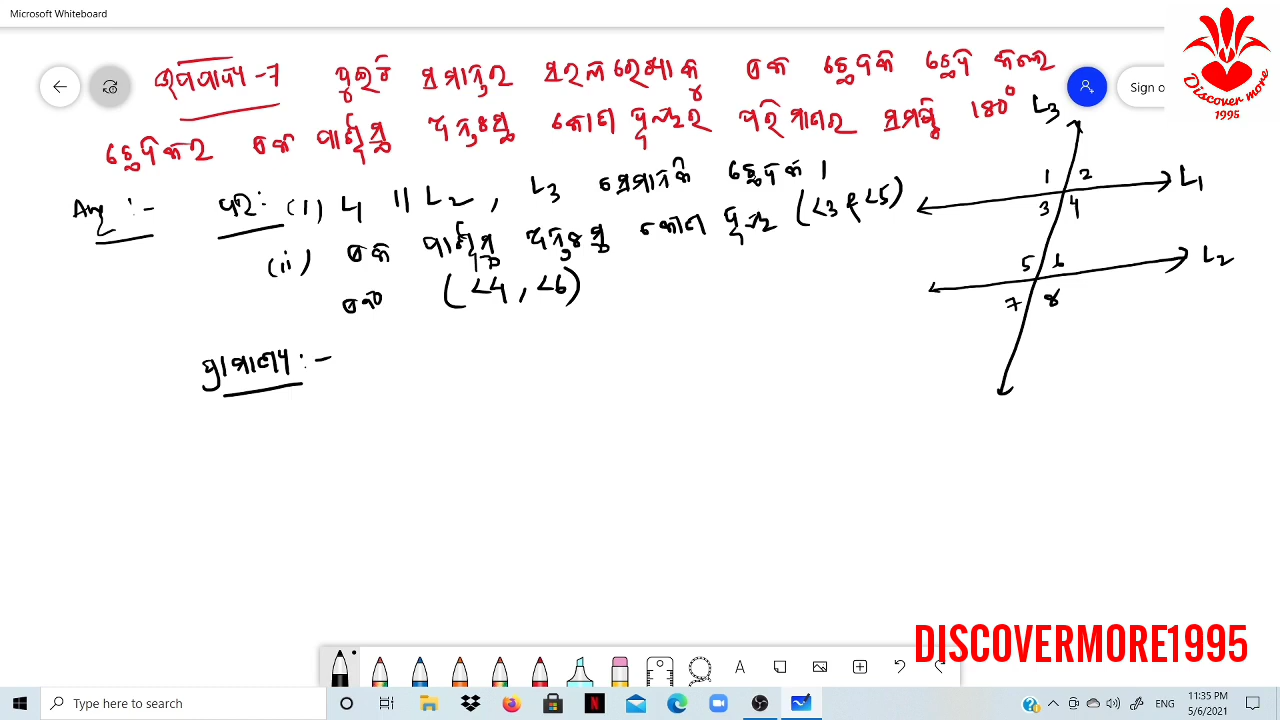 Microsoft Whiteboard
ଉପପାଦ୍ୟ -7 ଦୁଇଟି ସମାନ୍ତର ସରଳରେଖାକୁ ଏକ ଛେଦକ ଛେଦ କଲେ
ଛେଦକର ଏକ ପାର୍ଶ୍ୱସ୍ଥ ଅନ୍ତଃସ୍ଥ କୋଣ ଦ୍ୱୟର ପରିମାଣର ସମଷ୍ଟି 180°
Ans :- ଦତ୍ତ: (i) L1 || L2 , L3 ସେମାନଙ୍କ ଛେଦକ ।
(ii) ଏକ ପାର୍ଶ୍ୱସ୍ଥ ଅନ୍ତଃସ୍ଥ କୋଣ ଦ୍ୱୟ (∠3 ଓ ∠5)
ଏବଂ (∠4, ∠6)
ପ୍ରାମାଣ୍ୟ :-
L3
1 2
L1
3 4
5 6
L2
7 8
Discover more
1995
DISCOVERMORE1995
Type here to search
ENG
11:35 PM
5/6/2021